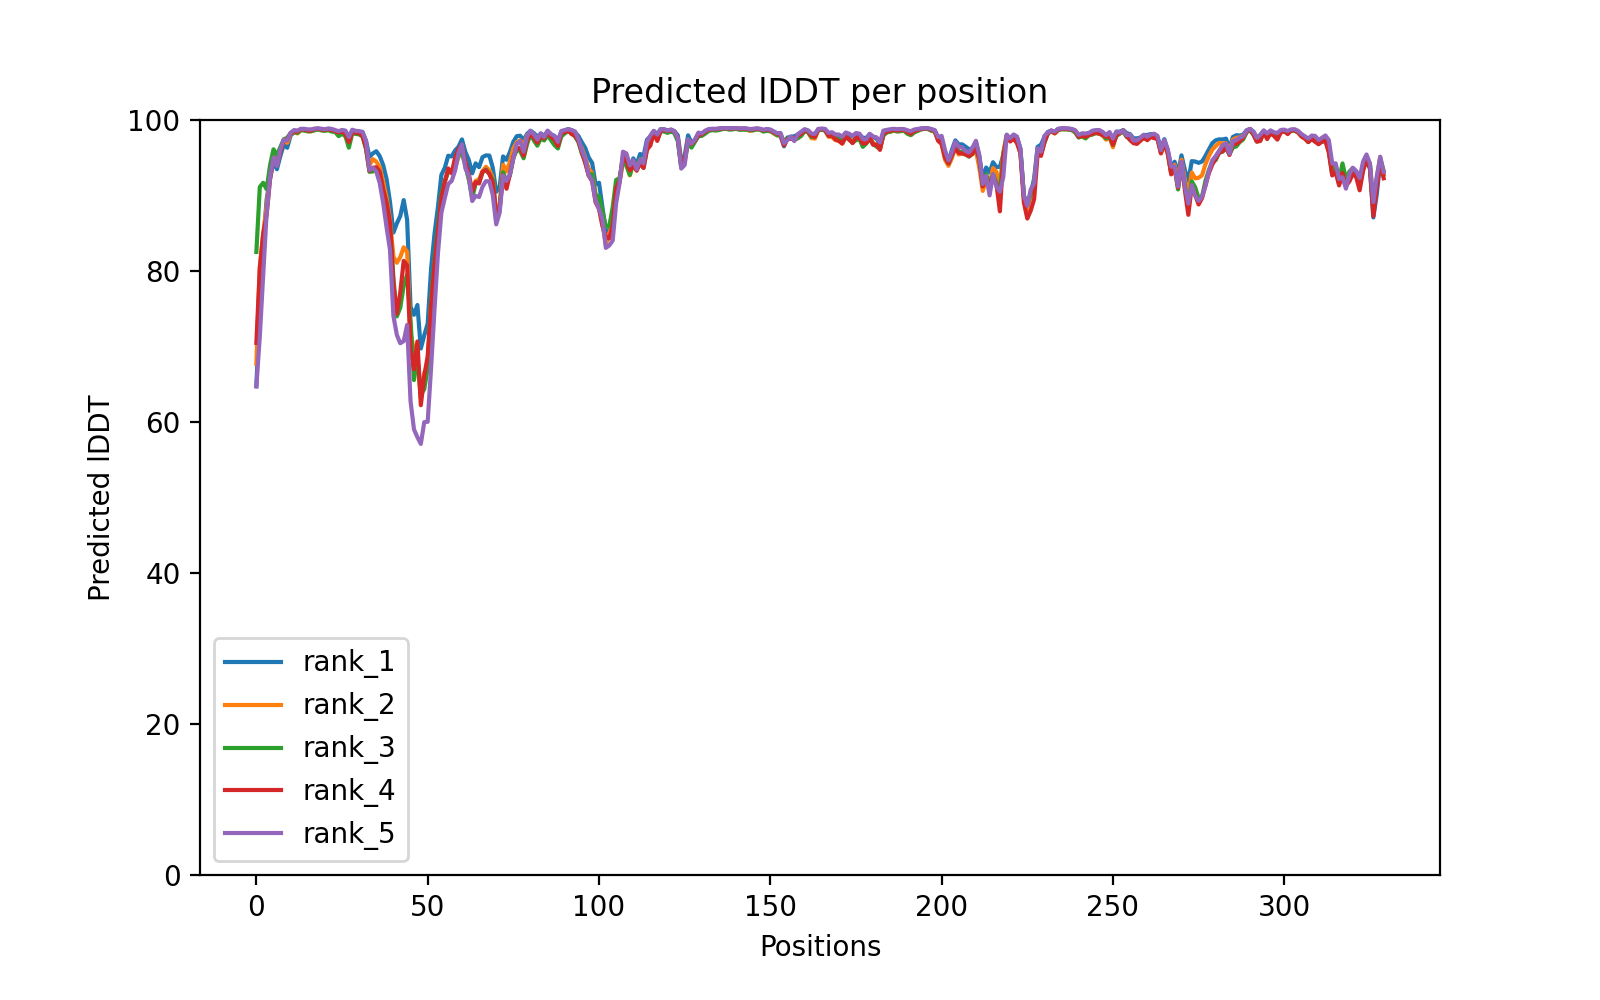 Predicted lDDT per position
100
80
60
40
20
0
Predicted lDDT
rank_1
rank_2
rank_3
rank_4
rank_5
0 50 100 150 200 250 300
Positions